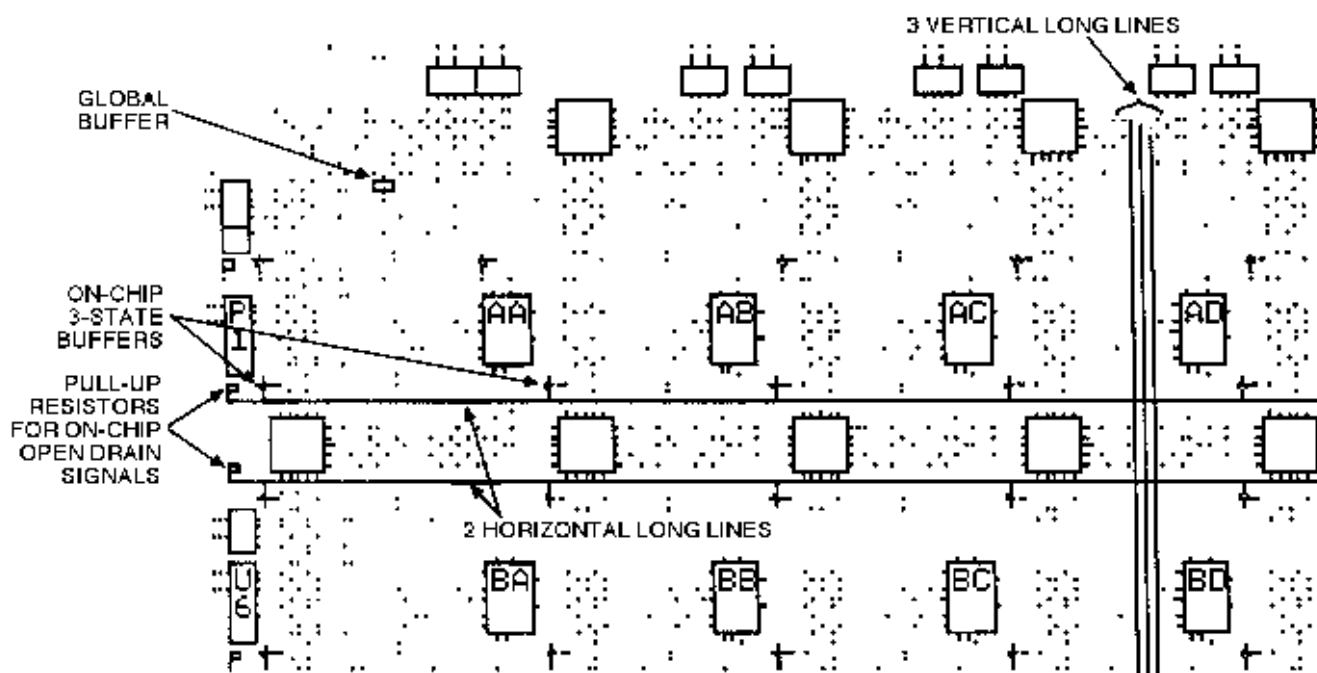 3 VERTICAL LONG LINES
GLOBAL
BUFFER
ON-CHIP
3-STATE
BUFFERS
P
1
AA
AB
AC
AD
PULL-UP
RESISTORS
FOR ON-CHIP
OPEN DRAIN
SIGNALS
2 HORIZONTAL LONG LINES
U
6
BA
BB
BC
BD